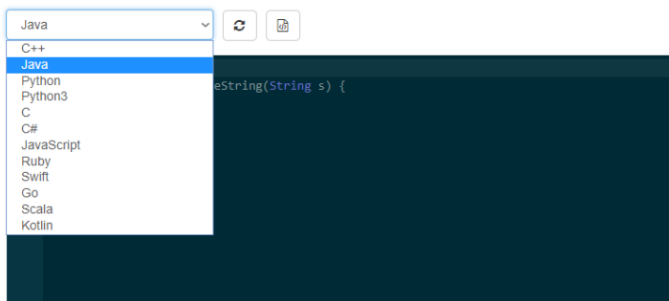 Java
C++
Java
Python
Python3
C
C#
JavaScript
Ruby
Swift
Go
Scala
Kotlin
eString(String s) {